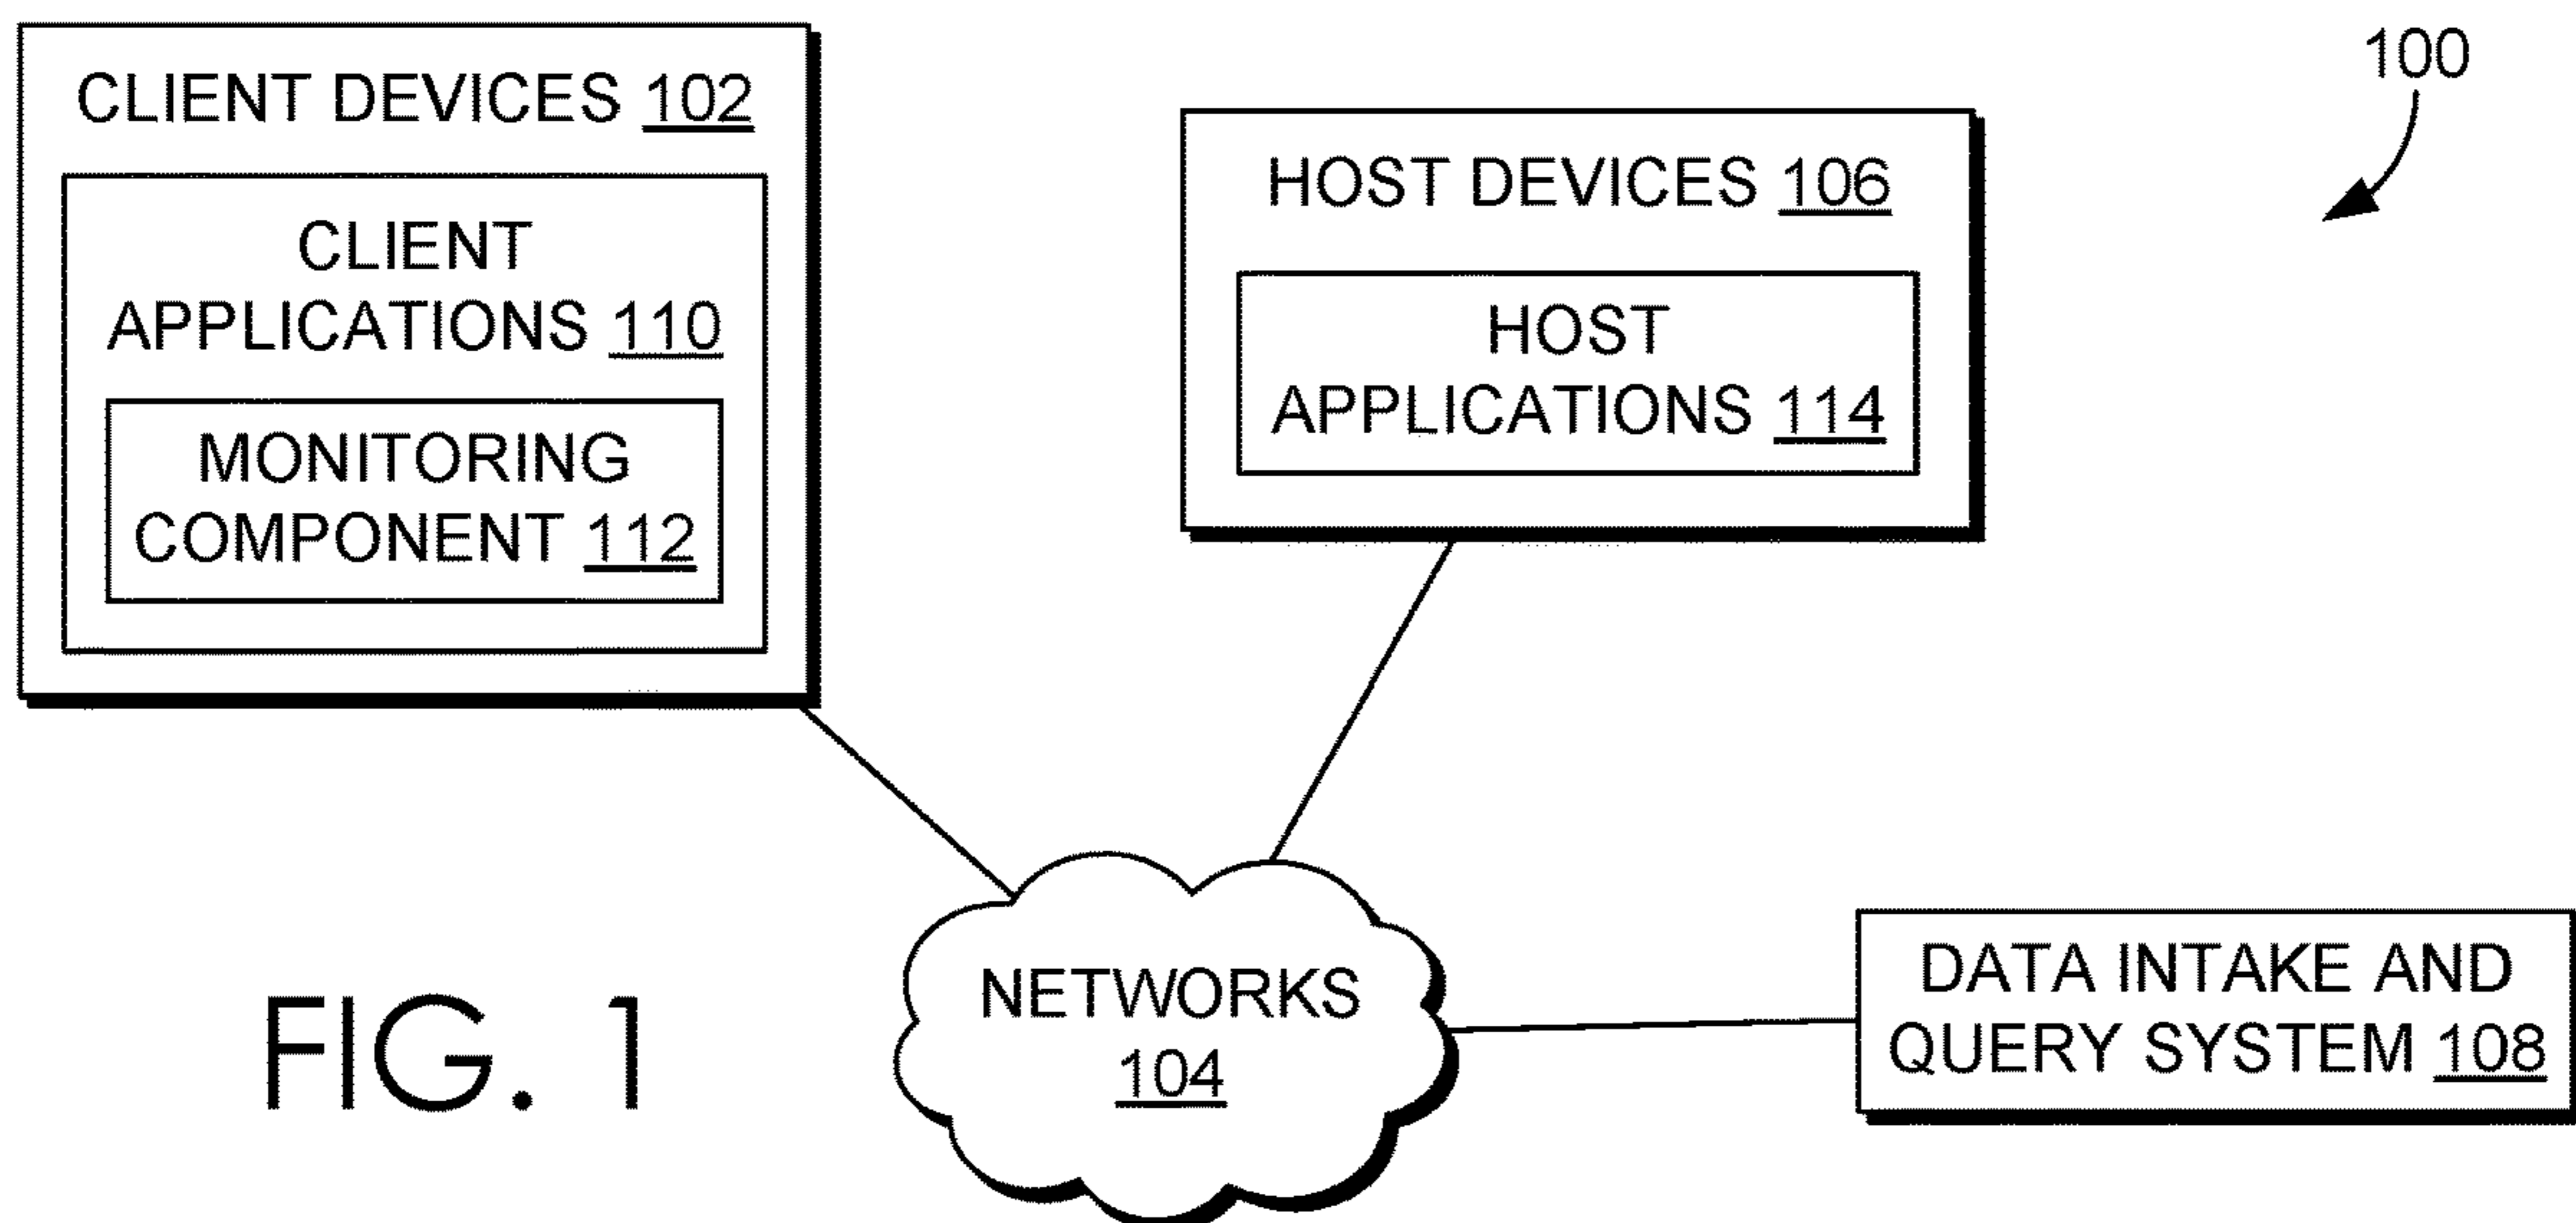 100
CLIENT DEVICES 102
CLIENT
APPLICATIONS 110
MONITORING
COMPONENT 112
HOST DEVICES 106
HOST
APPLICATIONS 114
NETWORKS
104
DATA INTAKE AND
QUERY SYSTEM 108
FIG. 1